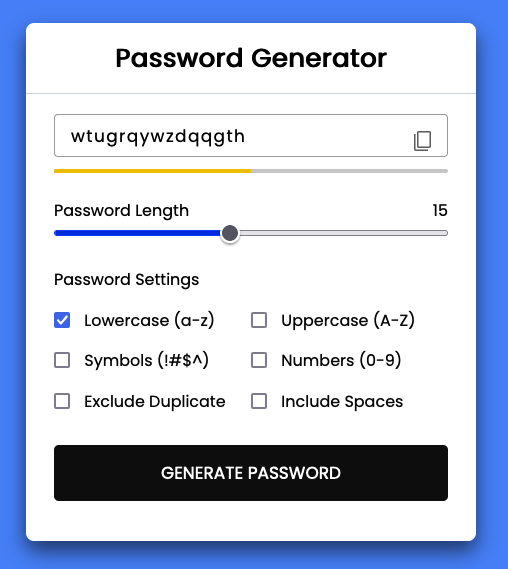 Password Generator
wtugrqywzdqqgth
Password Length 15
Password Settings
Lowercase (a-z) Uppercase (A-Z)
Symbols (!#$^) Numbers (0-9)
Exclude Duplicate Include Spaces
GENERATE PASSWORD